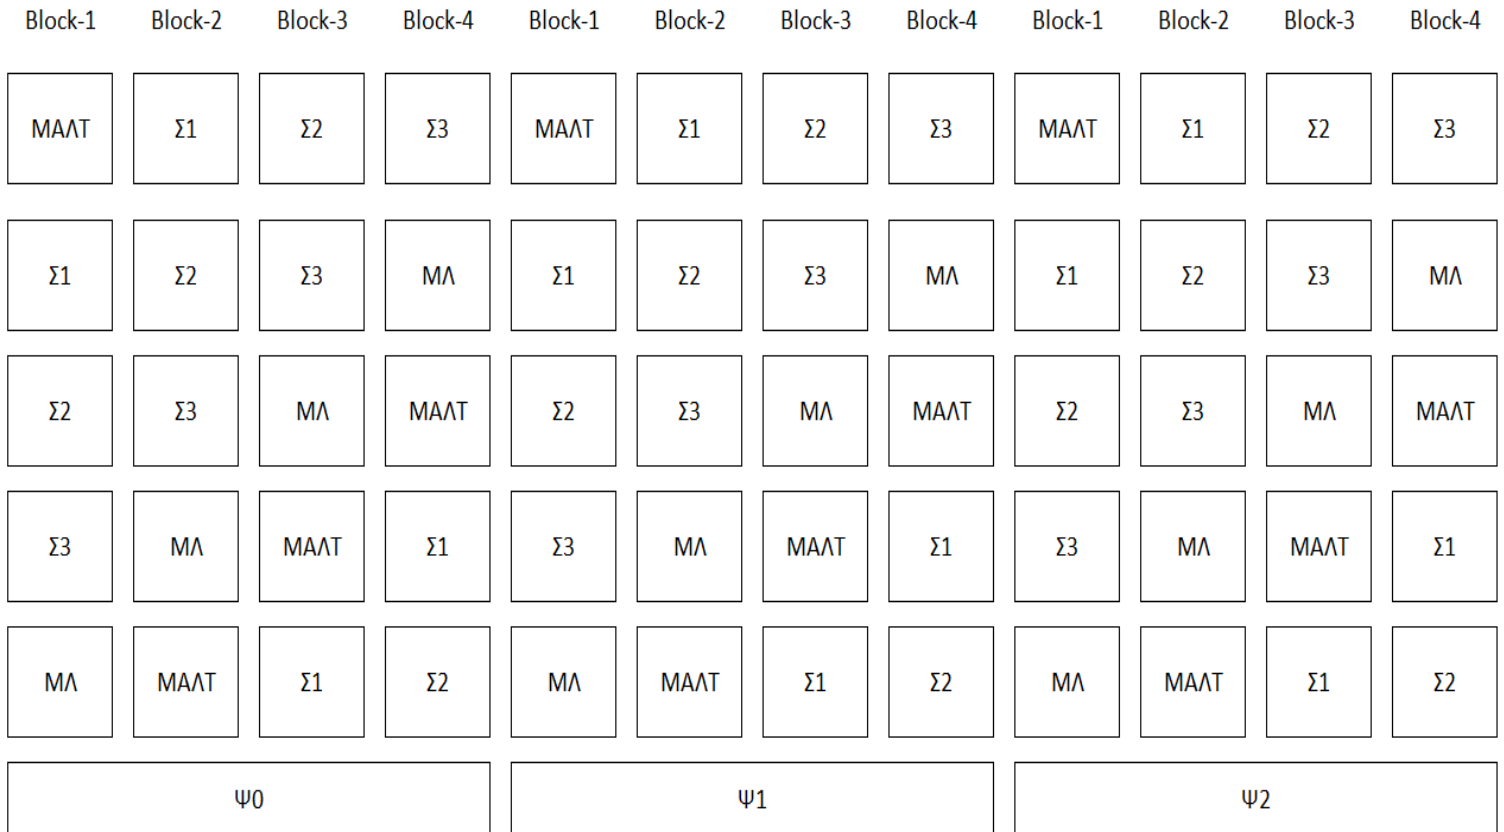 Block-1 Block-2 Block-3 Block-4 Block-1 Block-2 Block-3 Block-4 Block-1 Block-2 Block-3 Block-4
ΜΑΛΤ Σ1 Σ2 Σ3 ΜΑΛΤ Σ1 Σ2 Σ3 ΜΑΛΤ Σ1 Σ2 Σ3
Σ1 Σ2 Σ3 ΜΛ Σ1 Σ2 Σ3 ΜΛ Σ1 Σ2 Σ3 ΜΛ
Σ2 Σ3 ΜΛ ΜΑΛΤ Σ2 Σ3 ΜΛ ΜΑΛΤ Σ2 Σ3 ΜΛ ΜΑΛΤ
Σ3 ΜΛ ΜΑΛΤ Σ1 Σ3 ΜΛ ΜΑΛΤ Σ1 Σ3 ΜΛ ΜΑΛΤ Σ1
ΜΛ ΜΑΛΤ Σ1 Σ2 ΜΛ ΜΑΛΤ Σ1 Σ2 ΜΛ ΜΑΛΤ Σ1 Σ2
Ψ0 Ψ1 Ψ2